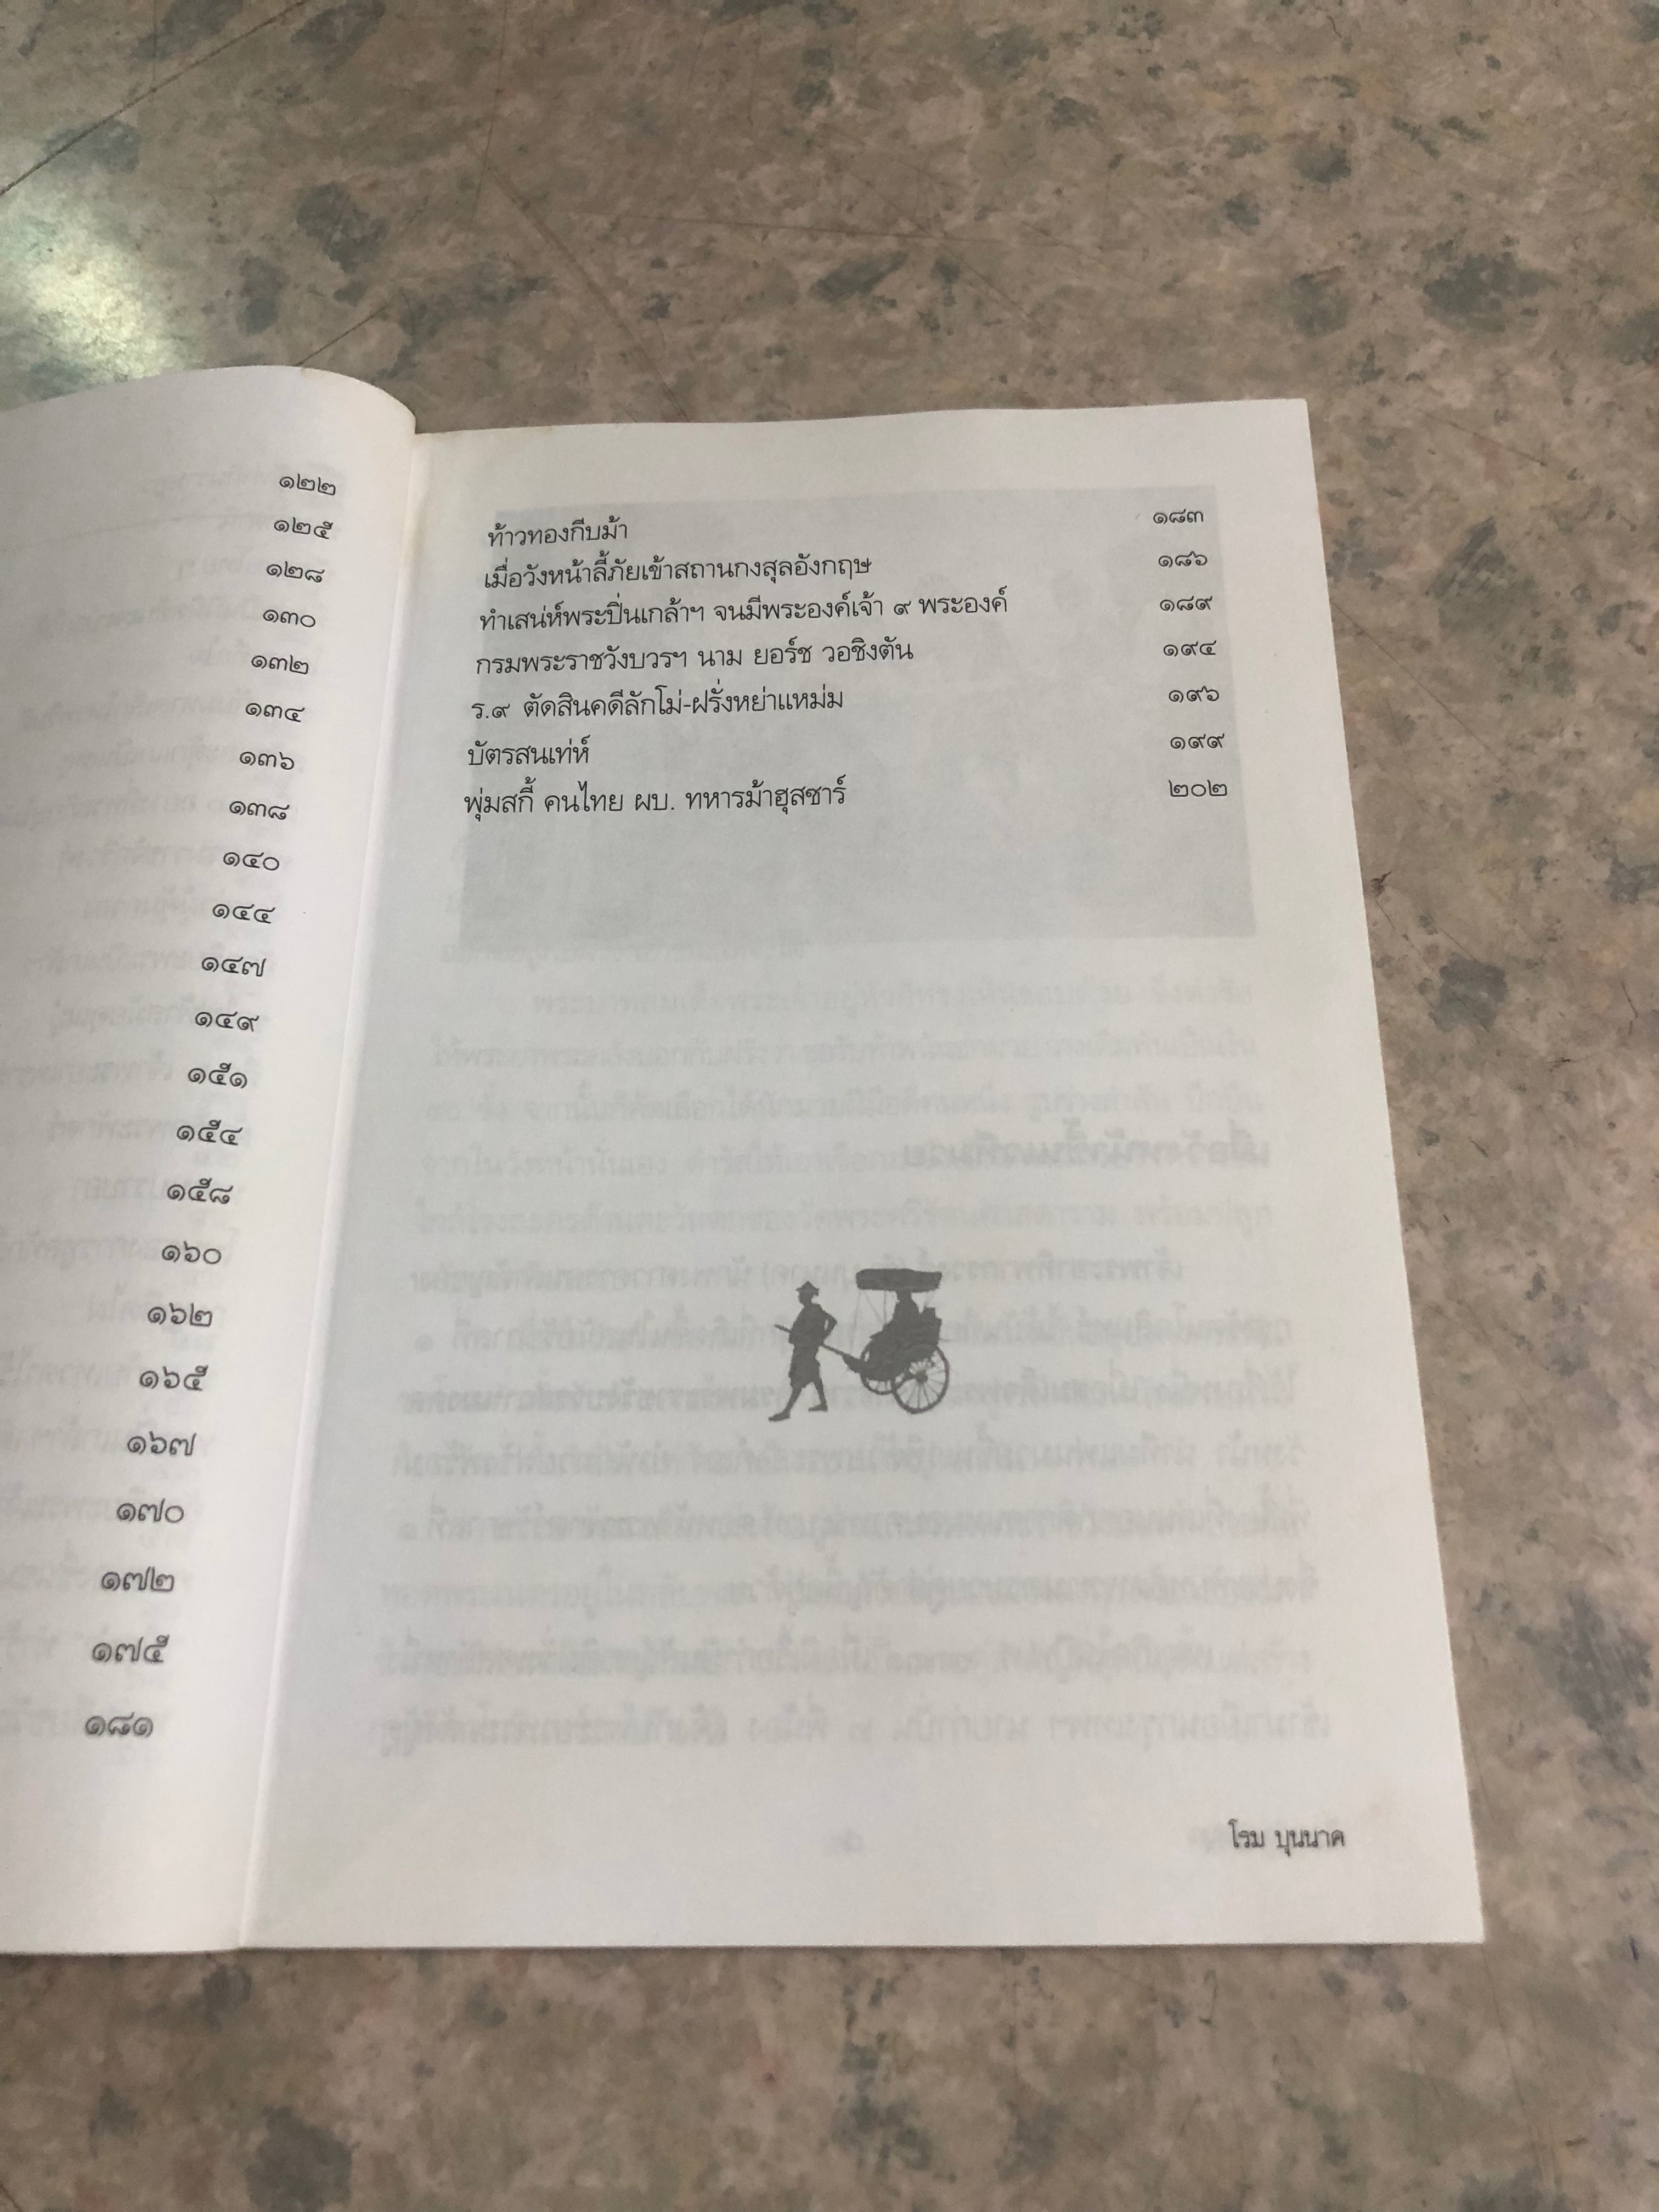 ๑๒๒
๑๒๕
๑๒๘
๑๓๐
๑๓๒
๑๓๔
๑๓๖
๑๓๘
๑๔๐
๑๔๔
๑๔๗
๑๔๙
๑๕๑
๑๕๔
๑๕๘
๑๖๐
๑๖๒
๑๖๕
๑๖๗
๑๗๐
๑๗๒
๑๗๕
๑๘๑
ท้าวทองกีบม้า ๑๘๓
เมื่อวังหน้าลี้ภัยเข้าสถานกงสุลอังกฤษ ๑๘๖
ทำเสน่ห์พระปิ่นเกล้าฯ จนมีพระองค์เจ้า ๙ พระองค์ ๑๘๙
กรมพระราชวังบวรฯ นาม ยอร์ช วอชิงตัน ๑๙๔
ร.๙ ตัดสินคดีลักโม่-ฝรั่งหย่าแหม่ม ๑๙๖
บัตรสนเท่ห์ ๑๙๙
พุ่มสกี้ คนไทย ผบ. ทหารม้าฮุสซาร์ ๒๐๒
โรม บุนนาค